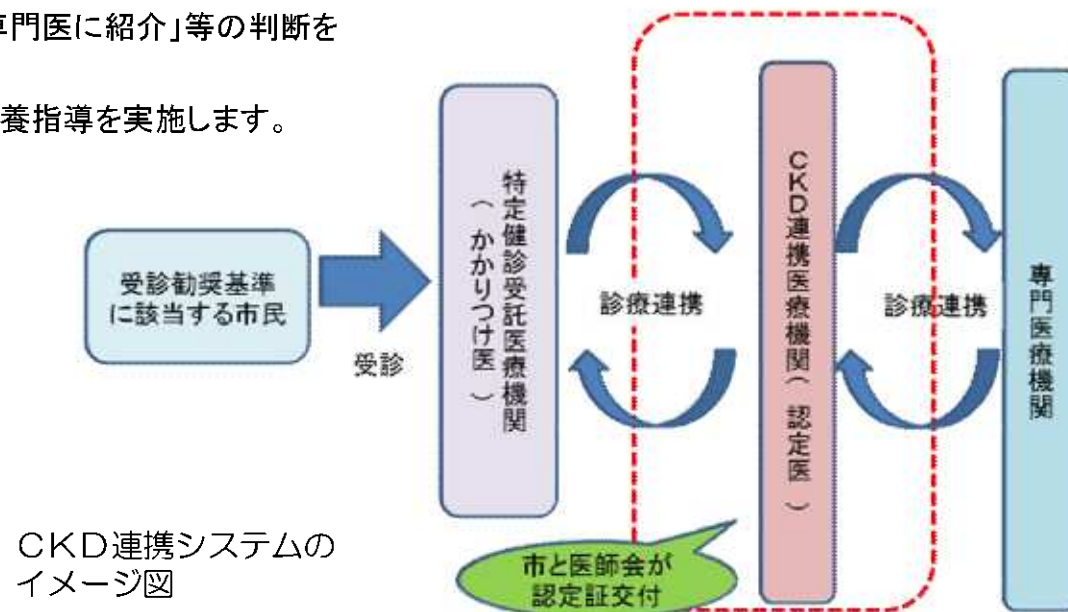 専門医に紹介」等の判断を
養指導を実施します。
受診勧奨基準
に該当する市民
受診
特定健診受託医療機関
（かかりつけ医）
診療連携
CKD連携医療機関（認定医）
診療連携
専門医療機関
市と医師会が
認定証交付
CKD連携システムの
イメージ図